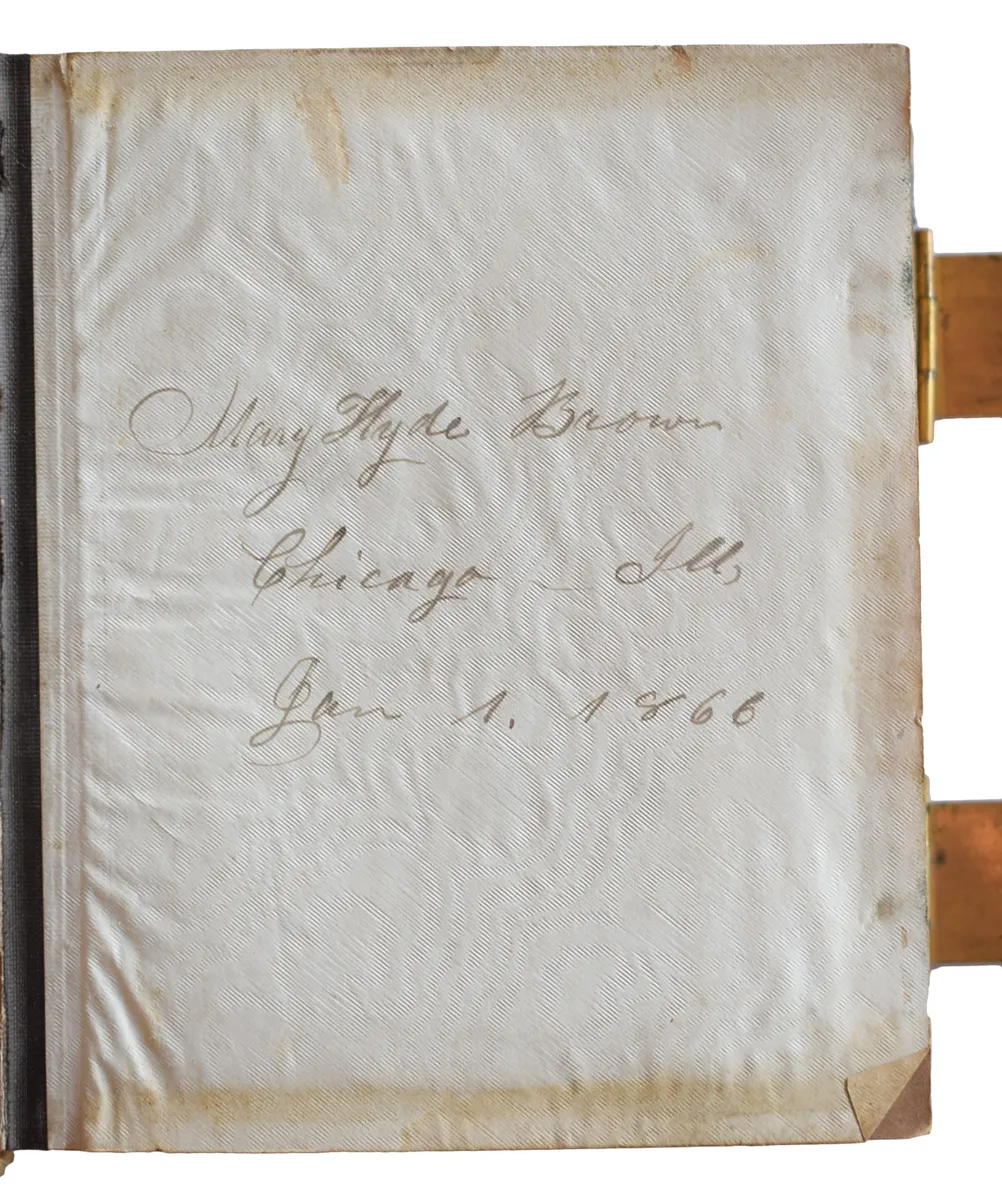 Mary Hyde Brown
Chicago - Ills
Jan 1. 1866